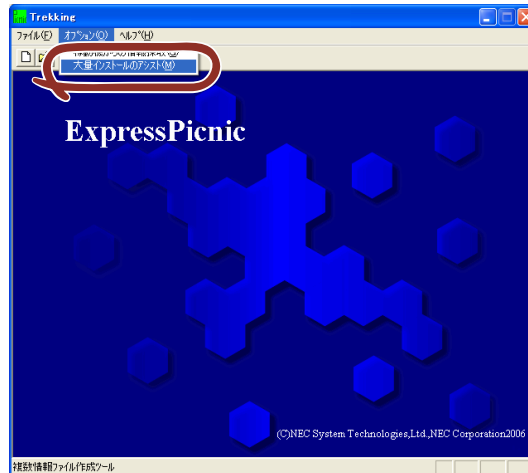 Trekking
ファイル(F) オプション(O) ヘルプ(H)
大量インストールのアシスト(M)
ExpressPicnic
(C)NEC System Technologies,Ltd.,NEC Corporation2006
複数情報ファイル作成ツール